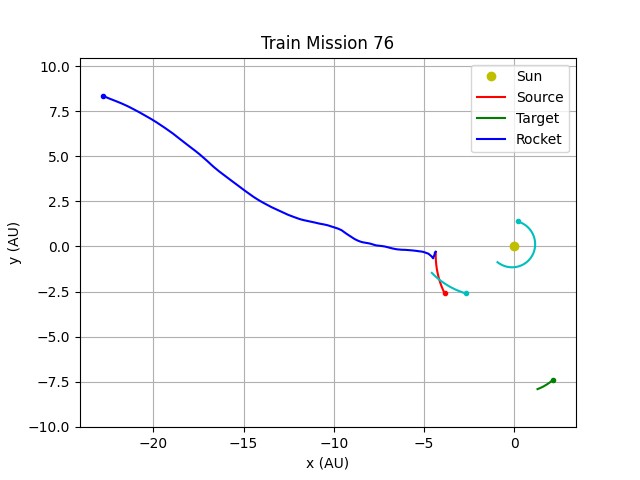 Train Mission 76
Sun
Source
Target
Rocket
y (AU)
10.0
7.5
5.0
2.5
0.0
−2.5
−5.0
−7.5
−10.0
−20
−15
−10
−5
0
x (AU)